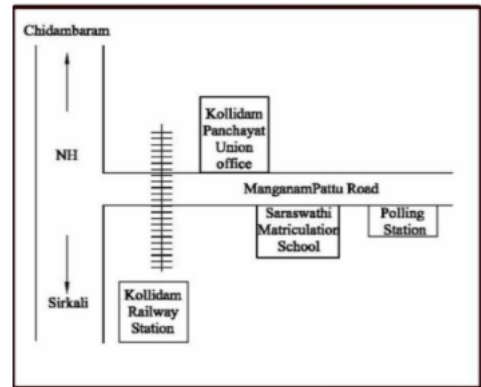 Chidambaram
Kollidam
Panchayat
Union
office
NH
ManganamPattu Road
Saraswathi
Matriculation
School
Polling
Station
Sirkali
Kollidam
Railway
Station